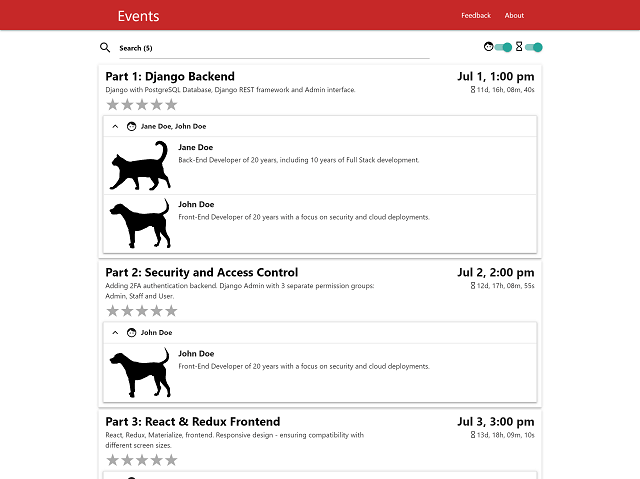 Events
Feedback
About
Search (5)
Part 1: Django Backend
Jul 1, 1:00 pm
Django with PostgreSQL Database, Django REST framework and Admin interface.
11d, 16h, 08m, 40s
Jane Doe, John Doe
Jane Doe
Back-End Developer of 20 years, including 10 years of Full Stack development.
John Doe
Front-End Developer of 20 years with a focus on security and cloud deployments.
Part 2: Security and Access Control
Jul 2, 2:00 pm
Adding 2FA authentication backend. Django Admin with 3 separate permission groups:
12d, 17h, 08m, 55s
Admin, Staff and User.
John Doe
John Doe
Front-End Developer of 20 years with a focus on security and cloud deployments.
Part 3: React & Redux Frontend
Jul 3, 3:00 pm
React, Redux, Materialize, frontend. Responsive design - ensuring compatibility with
13d, 18h, 09m, 10s
different screen sizes.